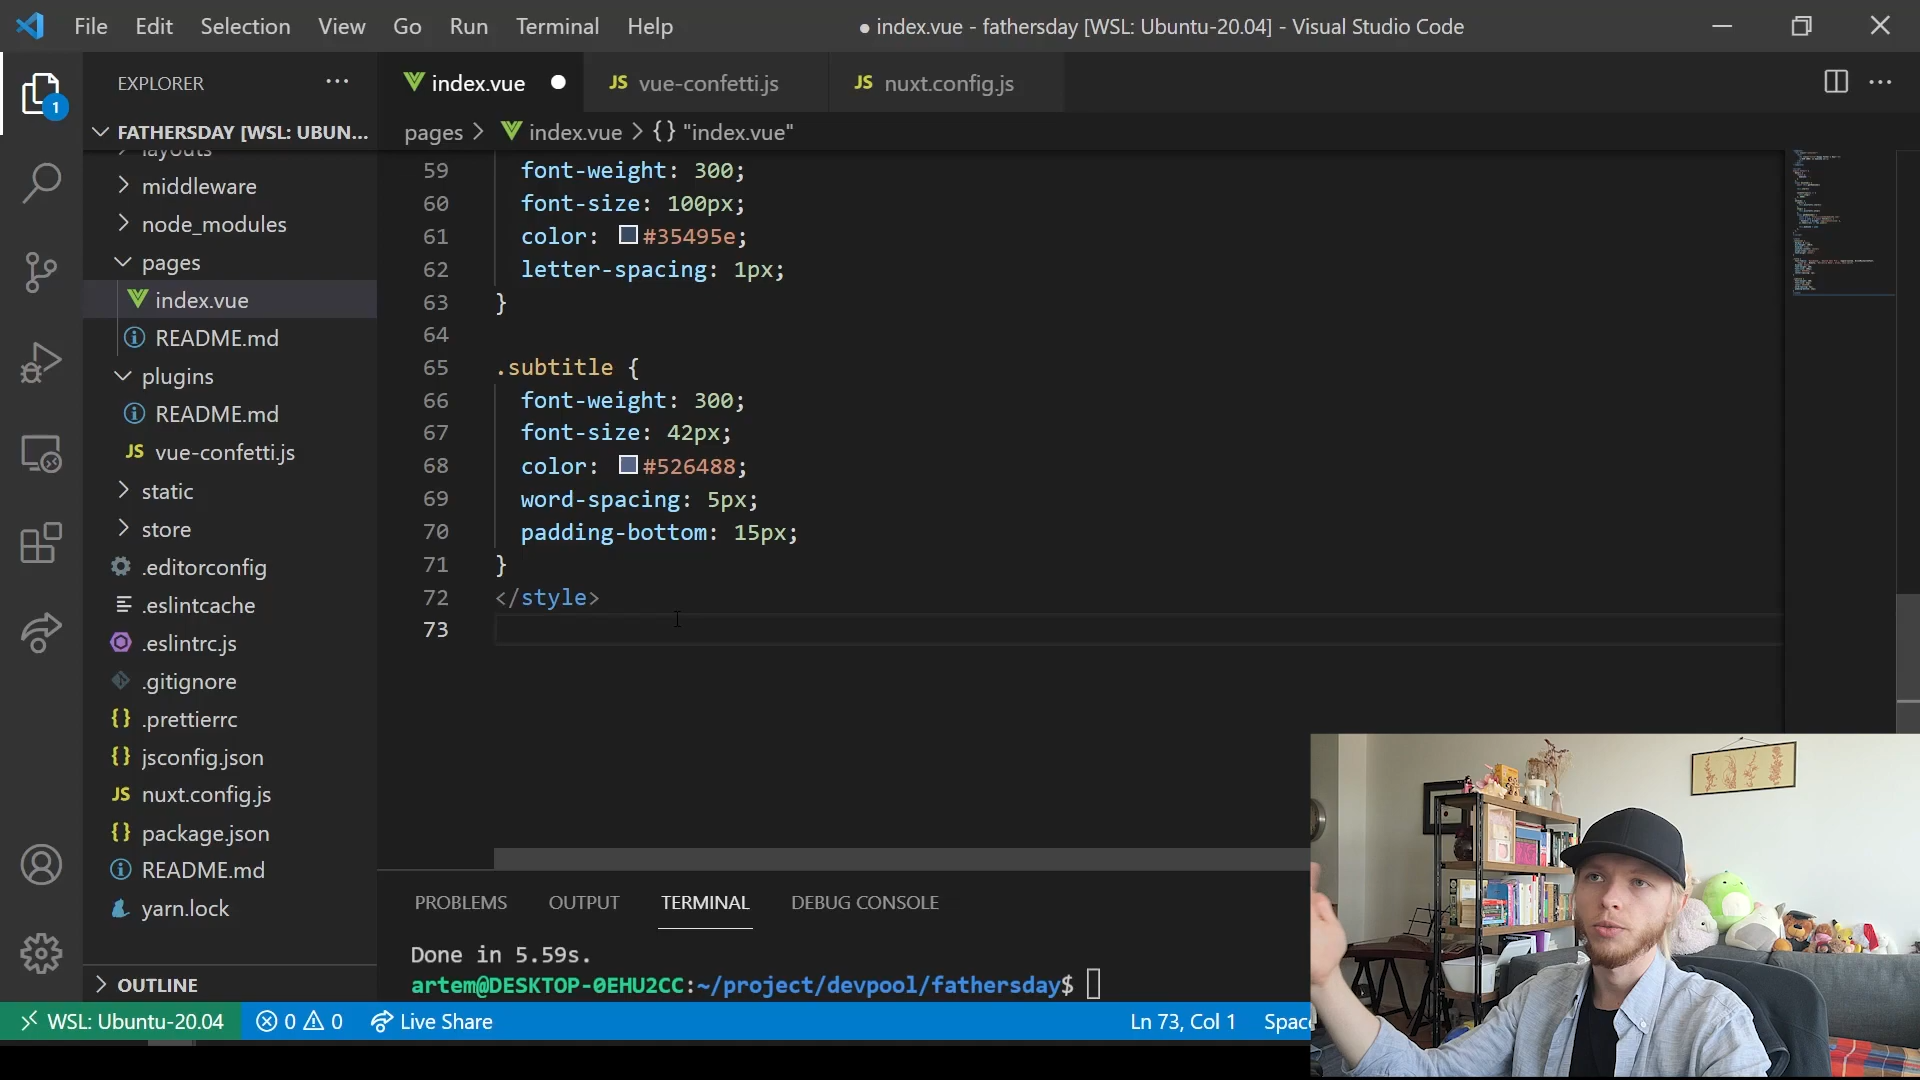 File Edit Selection View Go Run Terminal Help
● index.vue - fathersday [WSL: Ubuntu-20.04] - Visual Studio Code
1
EXPLORER
FATHERSDAY [WSL: UBUN...
layouts
middleware
node_modules
pages
index.vue
README.md
plugins
README.md
JS vue-confetti.js
static
store
.editorconfig
.eslintcache
.eslintrc.js
.gitignore
{} .prettierrc
{} jsconfig.json
JS nuxt.config.js
{} package.json
README.md
yarn.lock
OUTLINE
index.vue ● JS vue-confetti.js JS nuxt.config.js
pages > index.vue > {} "index.vue"
59 font-weight: 300;
60 font-size: 100px;
61 color: #35495e;
62 letter-spacing: 1px;
63 }
64
65 .subtitle {
66 font-weight: 300;
67 font-size: 42px;
68 color: #526488;
69 word-spacing: 5px;
70 padding-bottom: 15px;
71 }
72 </style>
73
PROBLEMS OUTPUT TERMINAL DEBUG CONSOLE
Done in 5.59s.
artem@DESKTOP-0EHU2CC:~/project/devpool/fathersday$
WSL: Ubuntu-20.04 0 0 Live Share Ln 73, Col 1 Spac